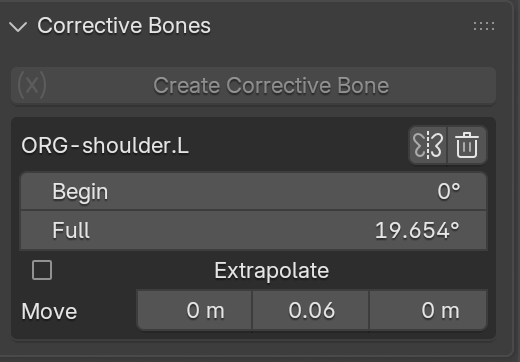 Corrective Bones
(x) Create Corrective Bone
ORG-shoulder.L
Begin 0°
Full 19.654°
Extrapolate
Move 0 m 0.06 0 m